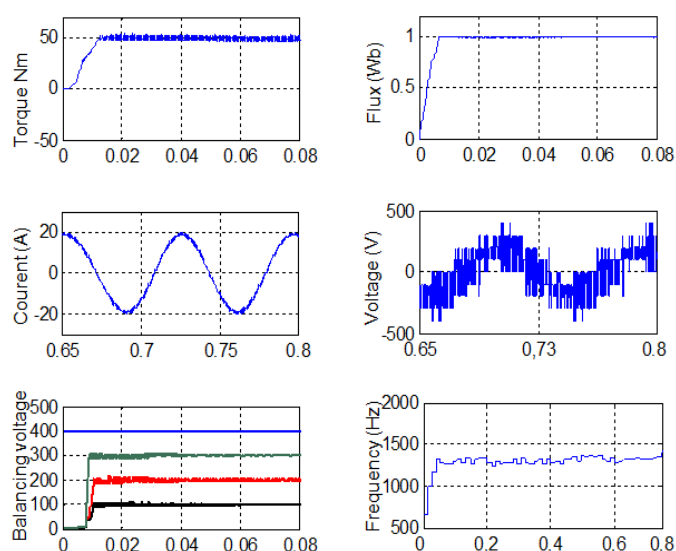 Torque Nm
50
0
-50
0 0.02 0.04 0.06 0.08
Flux (Wb)
1
0.5
0
0 0.02 0.04 0.06 0.08
Courent (A)
20
0
-20
0.65 0.7 0.75 0.8
Voltage (V)
500
0
-500
0.65 0,73 0.8
Balancing voltage
500
400
300
200
100
0
0 0.02 0.04 0.06 0.08
Frequency (Hz)
2000
1500
1000
500
0 0.2 0.4 0.6 0.8